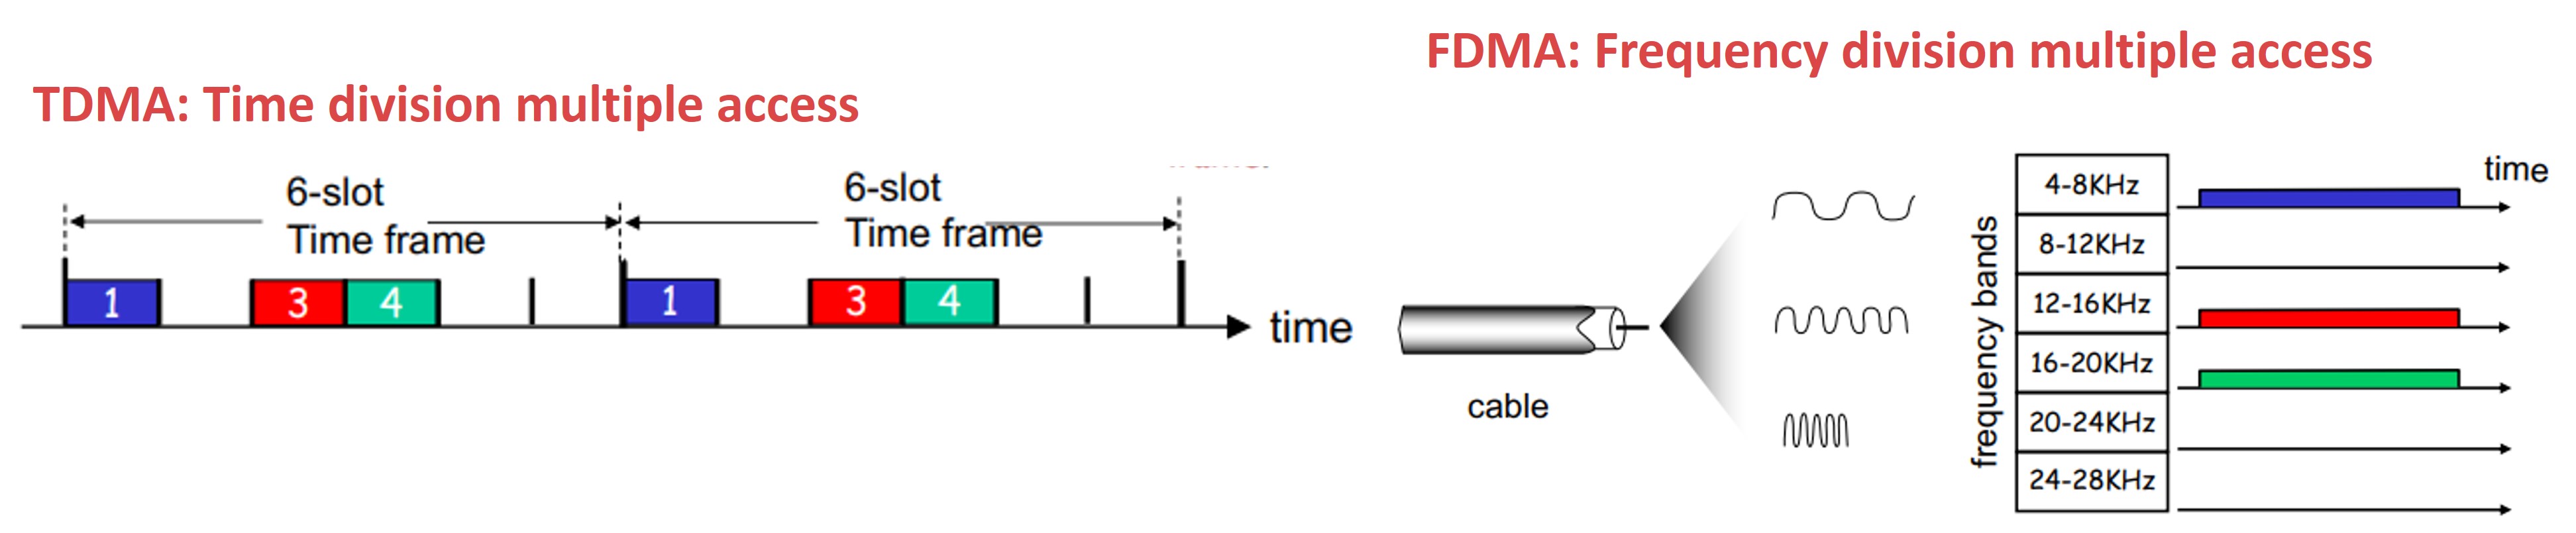 TDMA: Time division multiple access
6-slot
Time frame
6-slot
Time frame
1
3
4
1
3
4
time
FDMA: Frequency division multiple access
cable
frequency bands
4-8KHz
8-12KHz
12-16KHz
16-20KHz
20-24KHz
24-28KHz
time